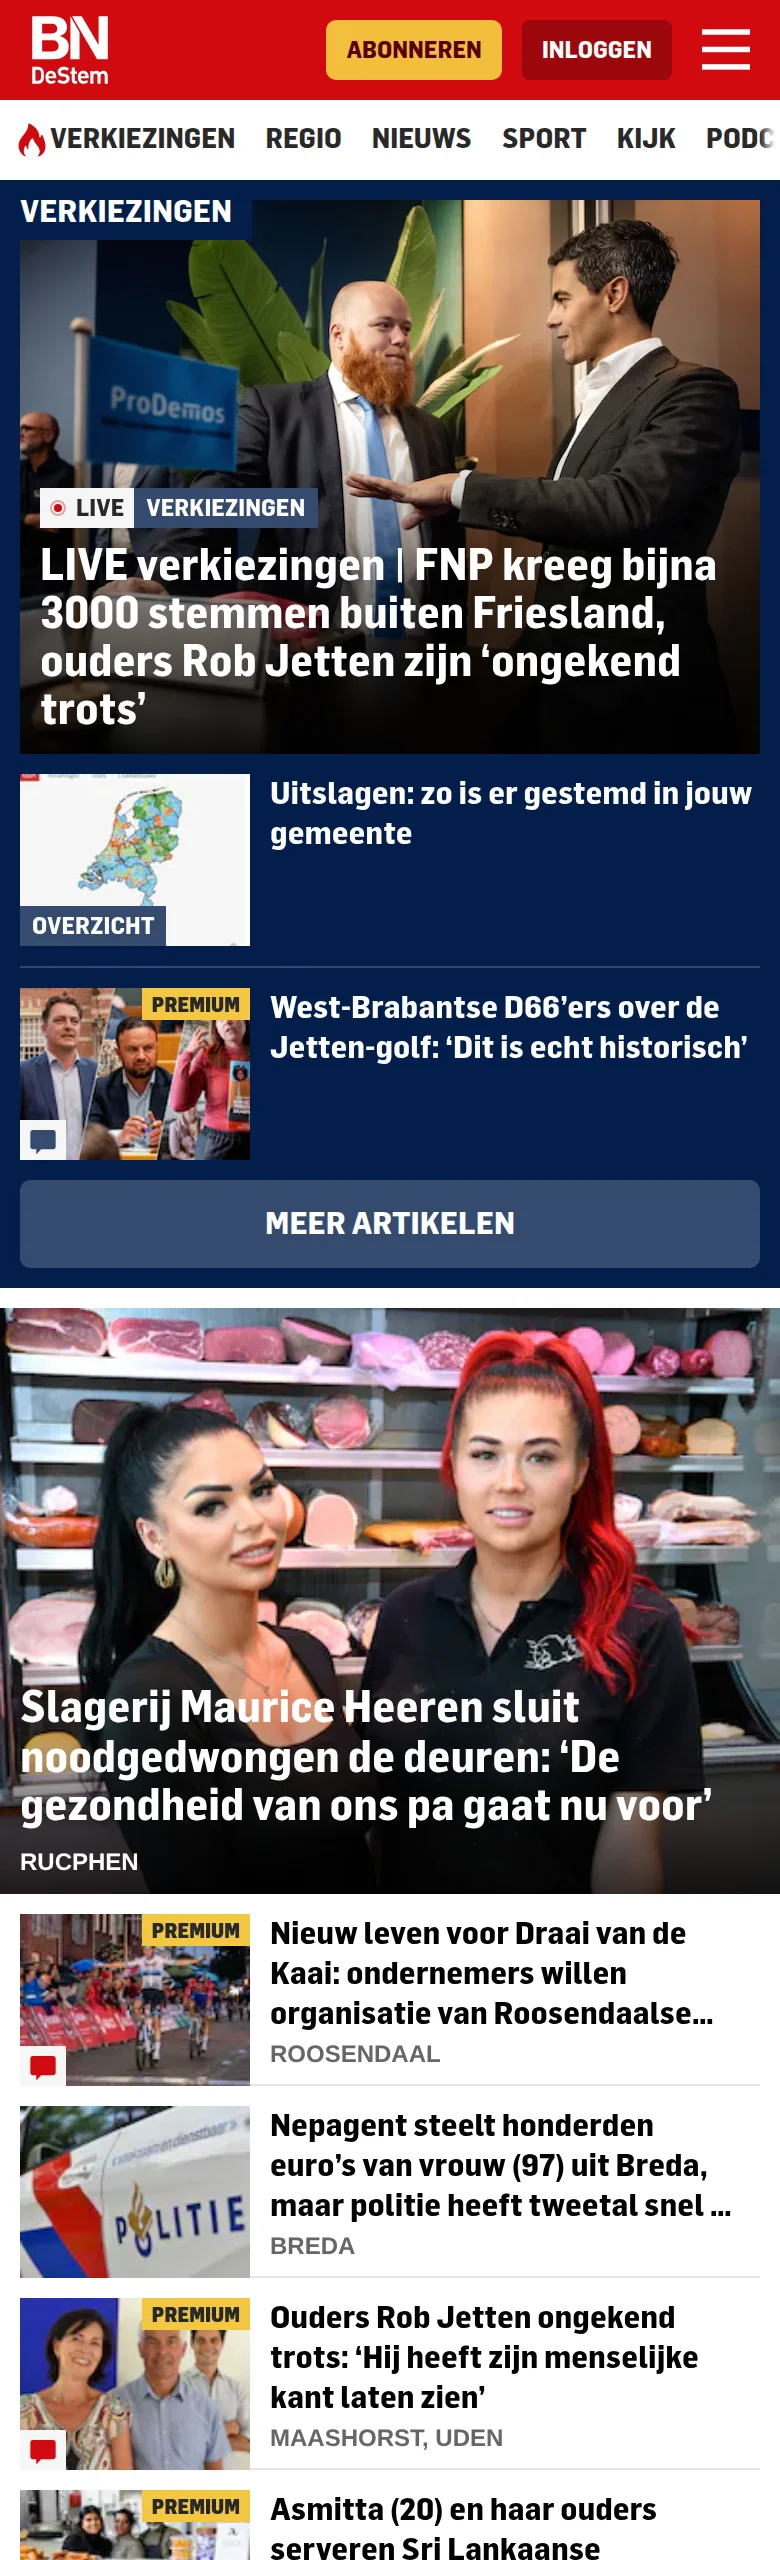 BN
DeStem
ABONNEREN
INLOGGEN
VERKIEZINGEN
REGIO
NIEUWS
SPORT
KIJK
PODC
VERKIEZINGEN
ProDemos
LIVE
VERKIEZINGEN
LIVE verkiezingen | FNP kreeg bijna
3000 stemmen buiten Friesland,
ouders Rob Jetten zijn ‘ongekend
trots’
OVERZICHT
Uitslagen: zo is er gestemd in jouw
gemeente
PREMIUM
West-Brabantse D66’ers over de
Jetten-golf: ‘Dit is echt historisch’
MEER ARTIKELEN
Slagerij Maurice Heeren sluit
noodgedwongen de deuren: ‘De
gezondheid van ons pa gaat nu voor’
RUCPHEN
PREMIUM
Nieuw leven voor Draai van de
Kaai: ondernemers willen
organisatie van Roosendaalse...
ROOSENDAAL
POLITIE
Nepagent steelt honderden
euro’s van vrouw (97) uit Breda,
maar politie heeft tweetal snel ...
BREDA
PREMIUM
Ouders Rob Jetten ongekend
trots: ‘Hij heeft zijn menselijke
kant laten zien’
MAASHORST, UDEN
PREMIUM
Asmitta (20) en haar ouders
serveren Sri Lankaanse